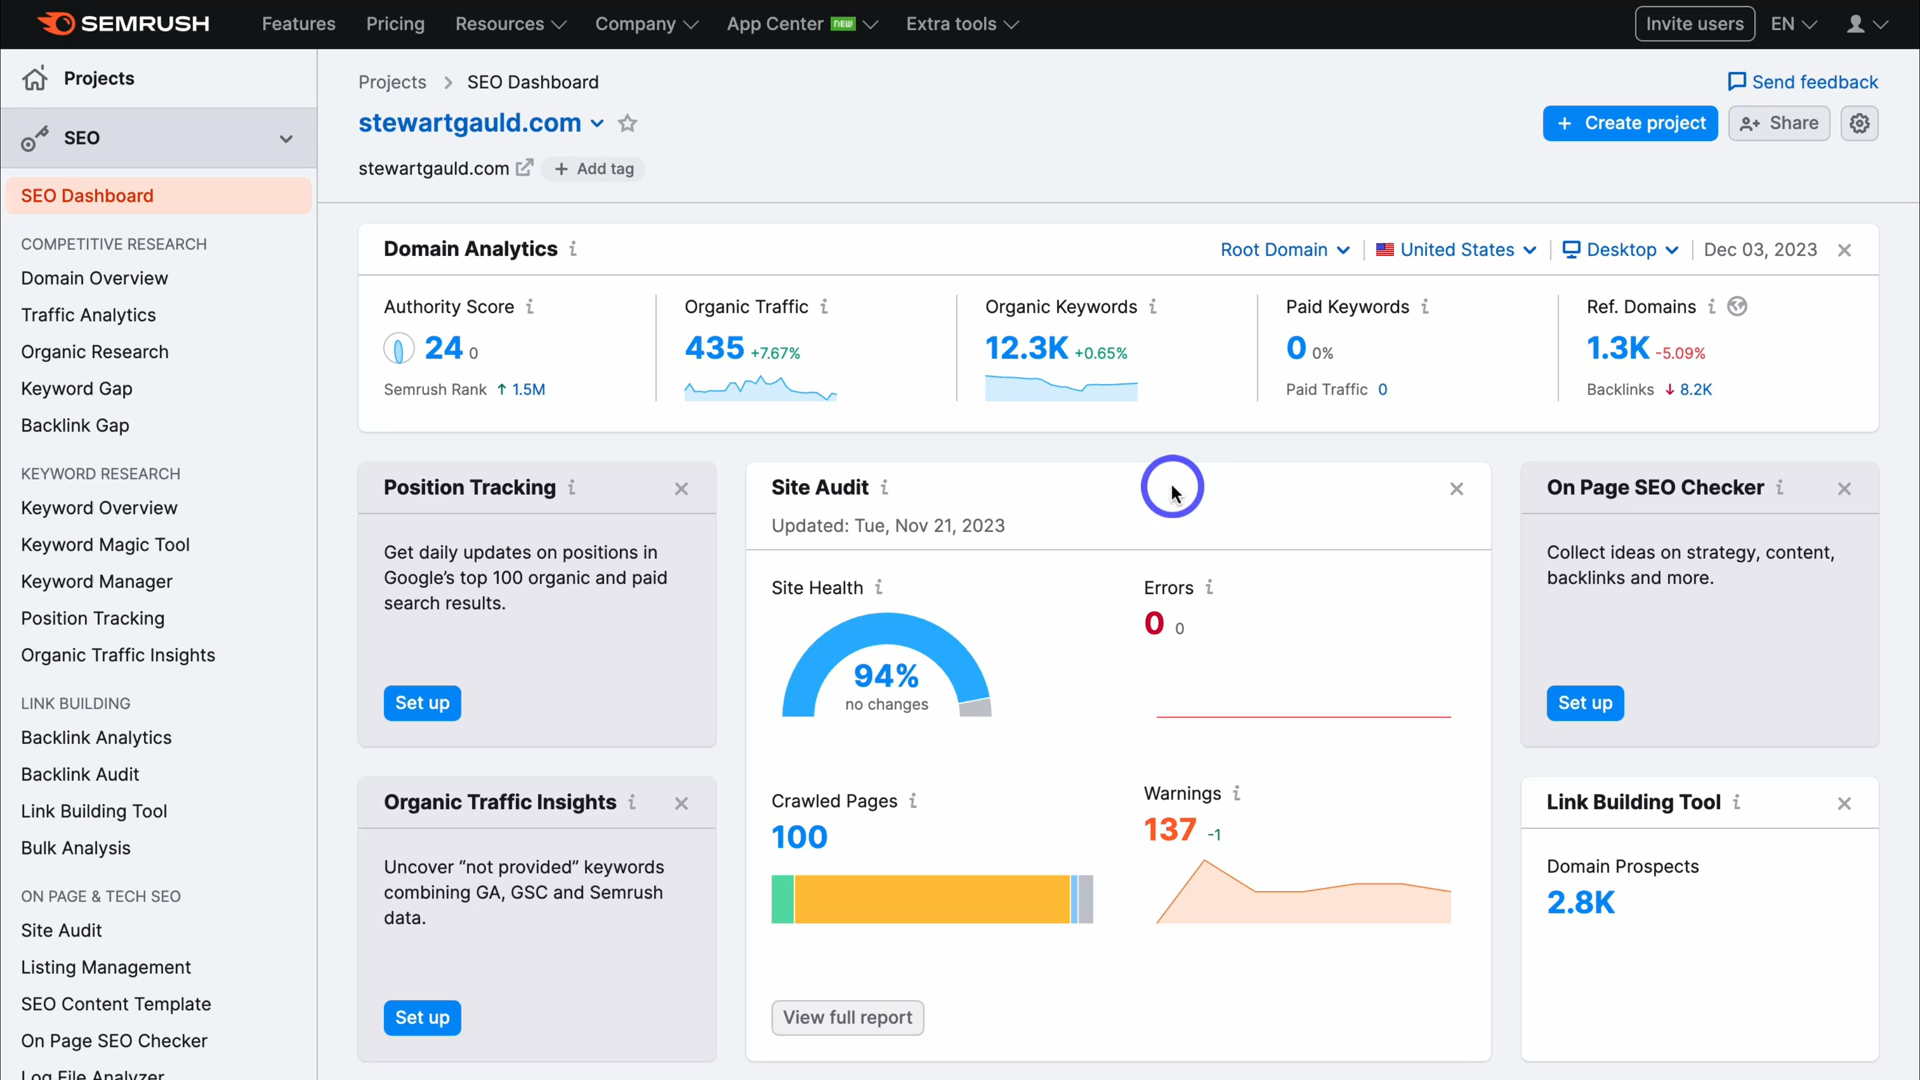 SEMRUSH
Features
Pricing
Resources
Company
App Center NEW
Extra tools
Invite users
EN
Projects
SEO
SEO Dashboard
COMPETITIVE RESEARCH
Domain Overview
Traffic Analytics
Organic Research
Keyword Gap
Backlink Gap
KEYWORD RESEARCH
Keyword Overview
Keyword Magic Tool
Keyword Manager
Position Tracking
Organic Traffic Insights
LINK BUILDING
Backlink Analytics
Backlink Audit
Link Building Tool
Bulk Analysis
ON PAGE & TECH SEO
Site Audit
Listing Management
SEO Content Template
On Page SEO Checker
Log File Analyzer
Projects > SEO Dashboard
Send feedback
stewartgauld.com
+ Create project
Share
stewartgauld.com
+ Add tag
Domain Analytics i
Root Domain
United States
Desktop
Dec 03, 2023
Authority Score i
24 0
Semrush Rank ↑ 1.5M
Organic Traffic i
435 +7.67%
Organic Keywords i
12.3K +0.65%
Paid Keywords i
0 0%
Paid Traffic 0
Ref. Domains i
1.3K -5.09%
Backlinks ↓ 8.2K
Position Tracking i
Get daily updates on positions in
Google's top 100 organic and paid
search results.
Set up
Organic Traffic Insights i
Uncover “not provided” keywords
combining GA, GSC and Semrush
data.
Set up
Site Audit i
Updated: Tue, Nov 21, 2023
Site Health i
94%
no changes
Errors i
0 0
Crawled Pages i
100
Warnings i
137 -1
View full report
On Page SEO Checker i
Collect ideas on strategy, content,
backlinks and more.
Set up
Link Building Tool i
Domain Prospects
2.8K